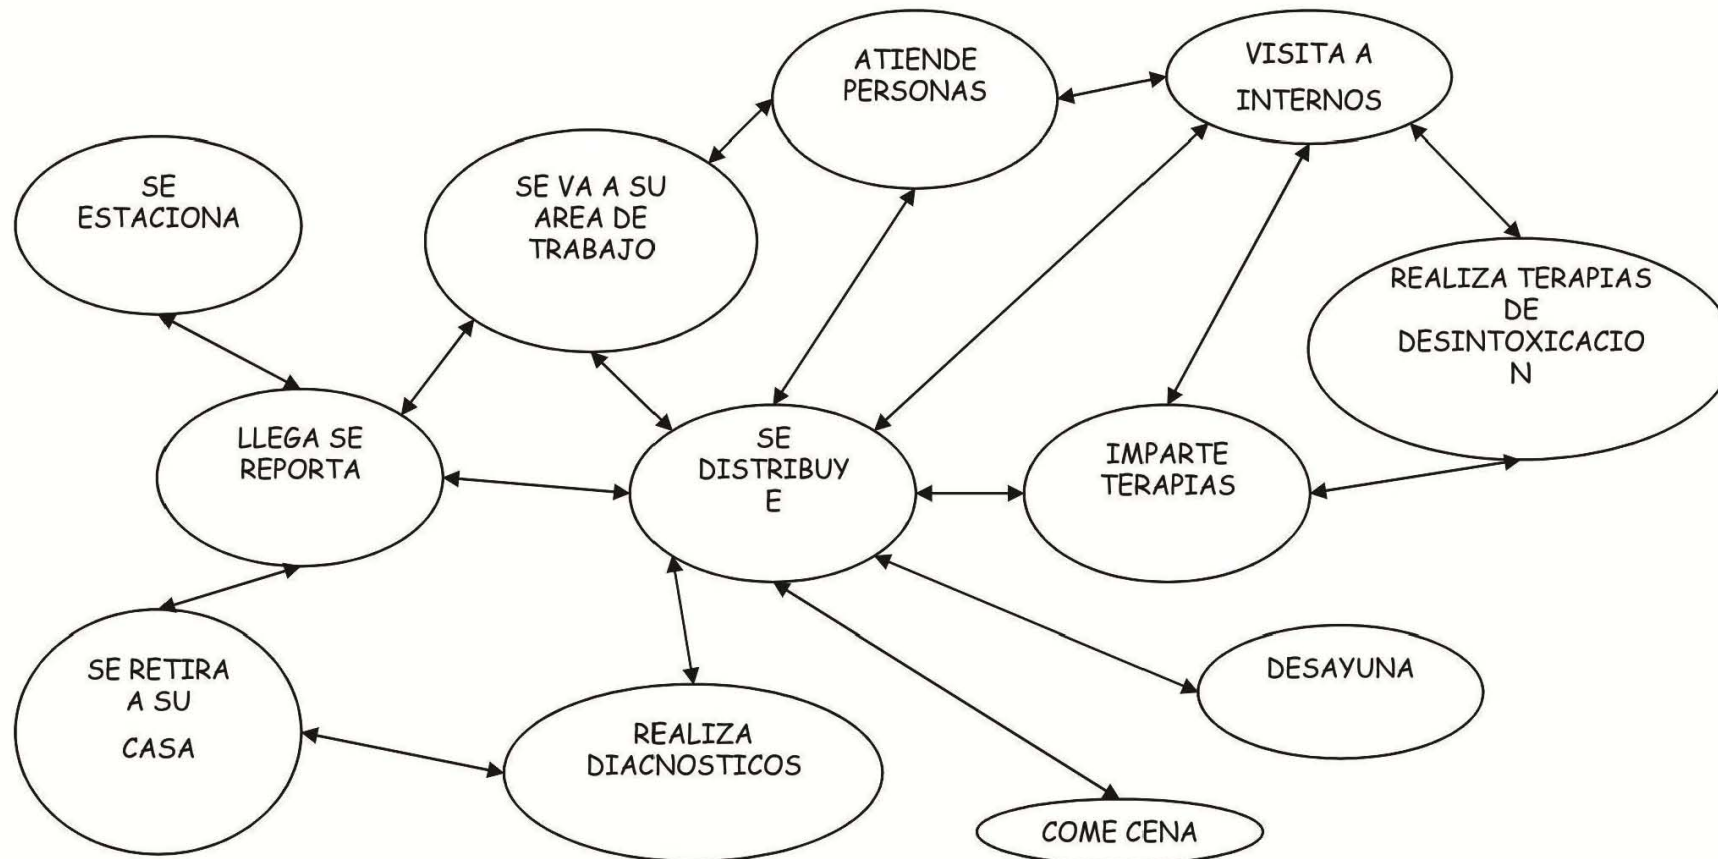 ATIENDE
PERSONAS
VISITA A
INTERNOS
SE
ESTACIONA
SE VA A SU
AREA DE
TRABAJO
REALIZA TERAPIAS
DE
DESINTOXICACIO
N
LLEGA SE
REPORTA
SE
DISTRIBUY
E
IMPARTE
TERAPIAS
SE RETIRA
A SU
CASA
REALIZA
DIACNOSTICOS
DESAYUNA
COME CENA